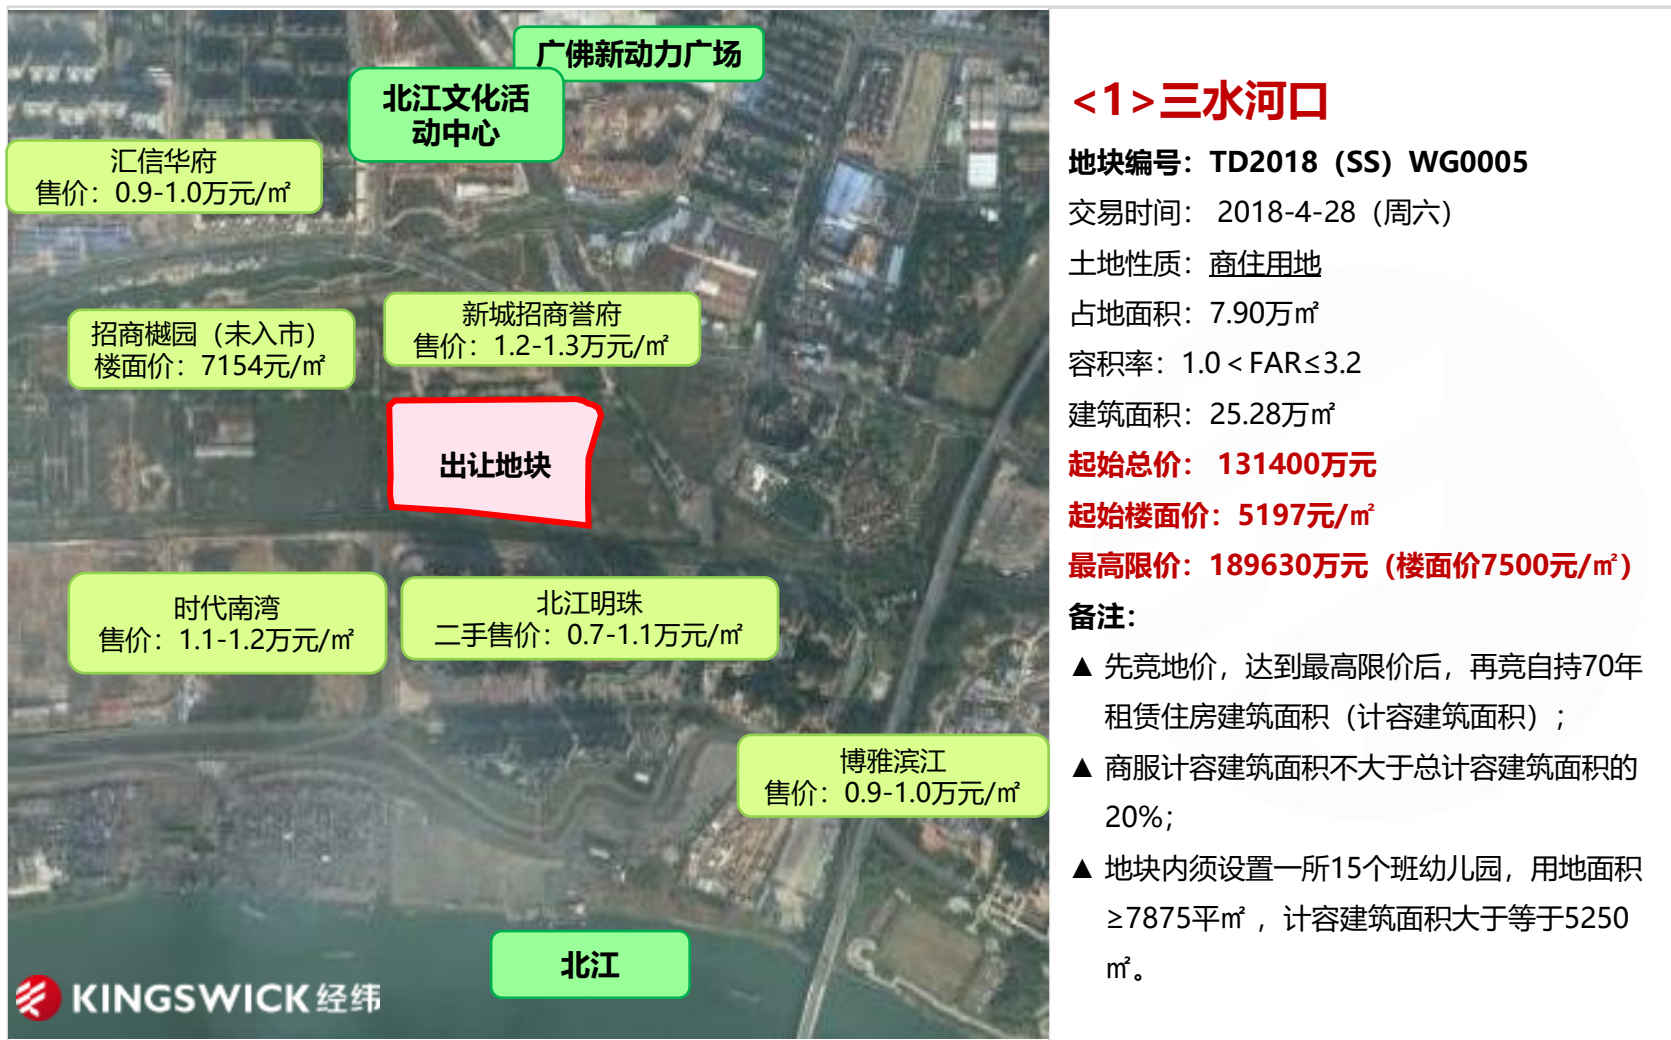 广佛新动力广场
北江文化活
动中心
汇信华府
售价：0.9-1.0万元/㎡
新城招商誉府
售价：1.2-1.3万元/㎡
招商樾园（未入市）
楼面价：7154元/㎡
出让地块
时代南湾
售价：1.1-1.2万元/㎡
北江明珠
二手售价：0.7-1.1万元/㎡
博雅滨江
售价：0.9-1.0万元/㎡
北江
KINGSWICK 经纬
<1>三水河口
地块编号：TD2018（SS）WG0005
交易时间： 2018-4-28（周六）
土地性质：商住用地
占地面积：7.90万㎡
容积率：1.0＜FAR≤3.2
建筑面积：25.28万㎡
起始总价： 131400万元
起始楼面价：5197元/㎡
最高限价：189630万元（楼面价7500元/㎡）
备注：
▲ 先竞地价，达到最高限价后，再竞自持70年
租赁住房建筑面积（计容建筑面积）；
▲ 商服计容建筑面积不大于总计容建筑面积的
20%；
▲ 地块内须设置一所15个班幼儿园，用地面积
≥7875平㎡ ，计容建筑面积大于等于5250
㎡。